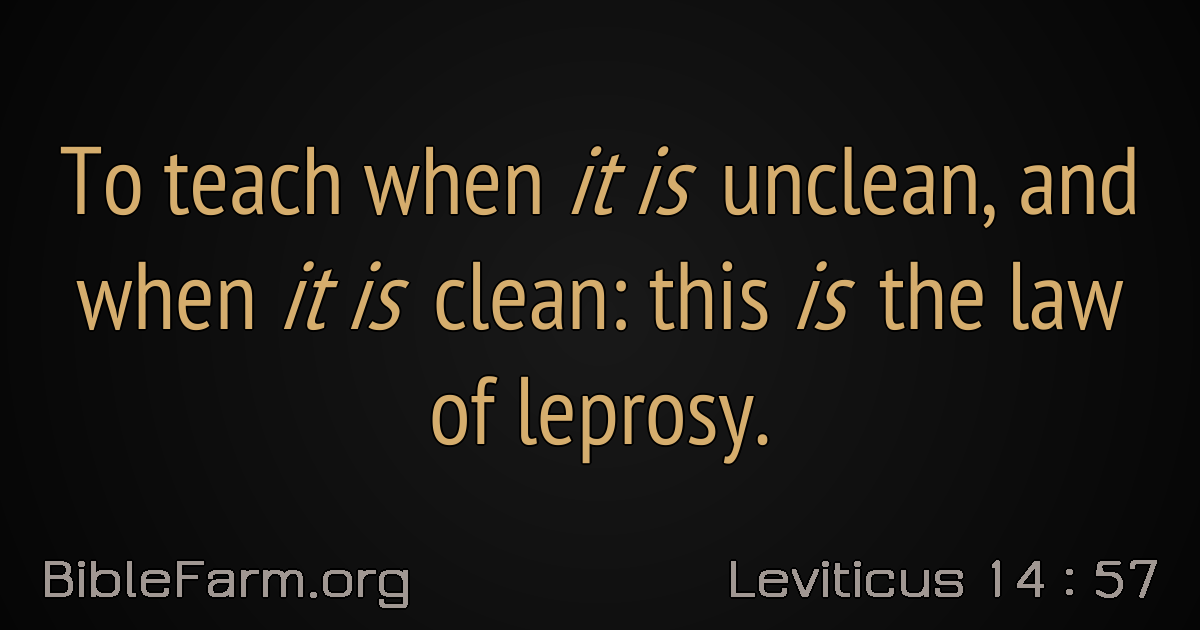 To teach when it is unclean, and
when it is clean: this is the law
of leprosy.
BibleFarm.org
Leviticus 14 : 57